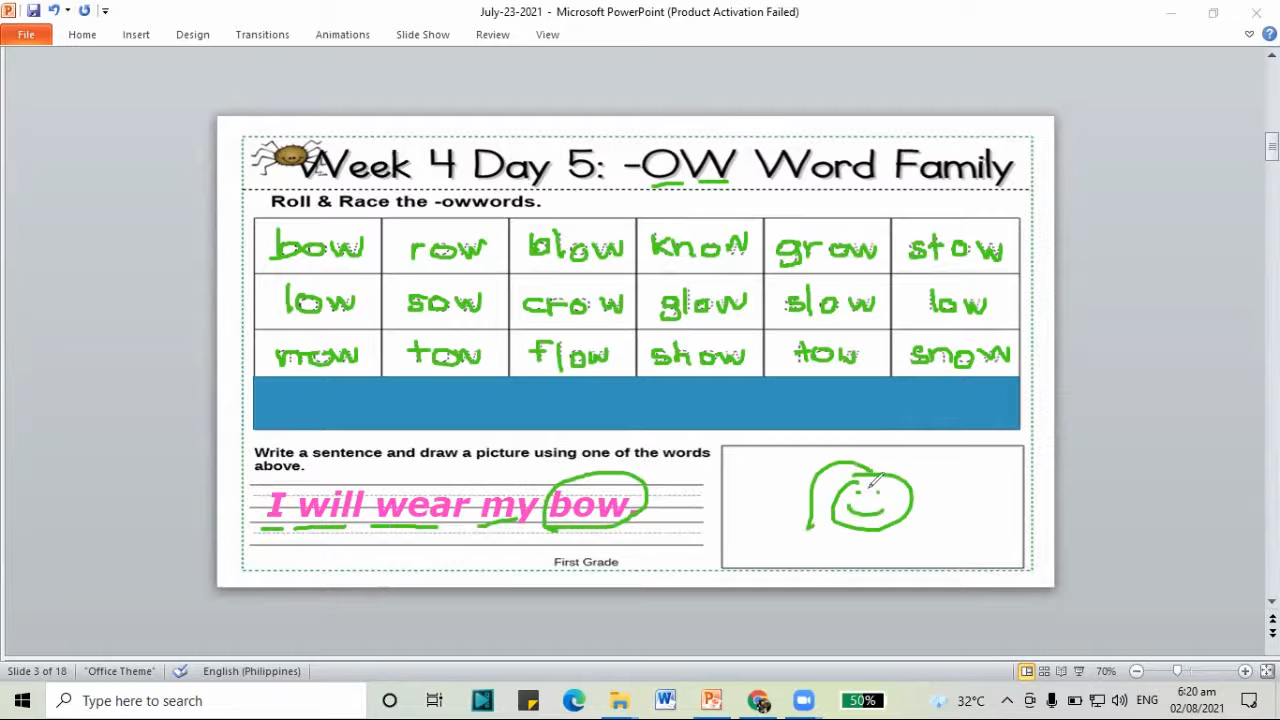 July-23-2021 - Microsoft PowerPoint (Product Activation Failed)
File Home Insert Design Transitions Animations Slide Show Review View
Week 4 Day 5: -OW Word Family
Roll & Race the -owwords.
bow row blow know grow stow
low sow crow glow slow low
mow tow flow show tow snow
Write a sentence and draw a picture using one of the words
above.
I will wear my bow.
First Grade
Slide 3 of 18 "Office Theme" English (Philippines) 70%
Type here to search 50% 32°C ENG 6:20 am
02/08/2021